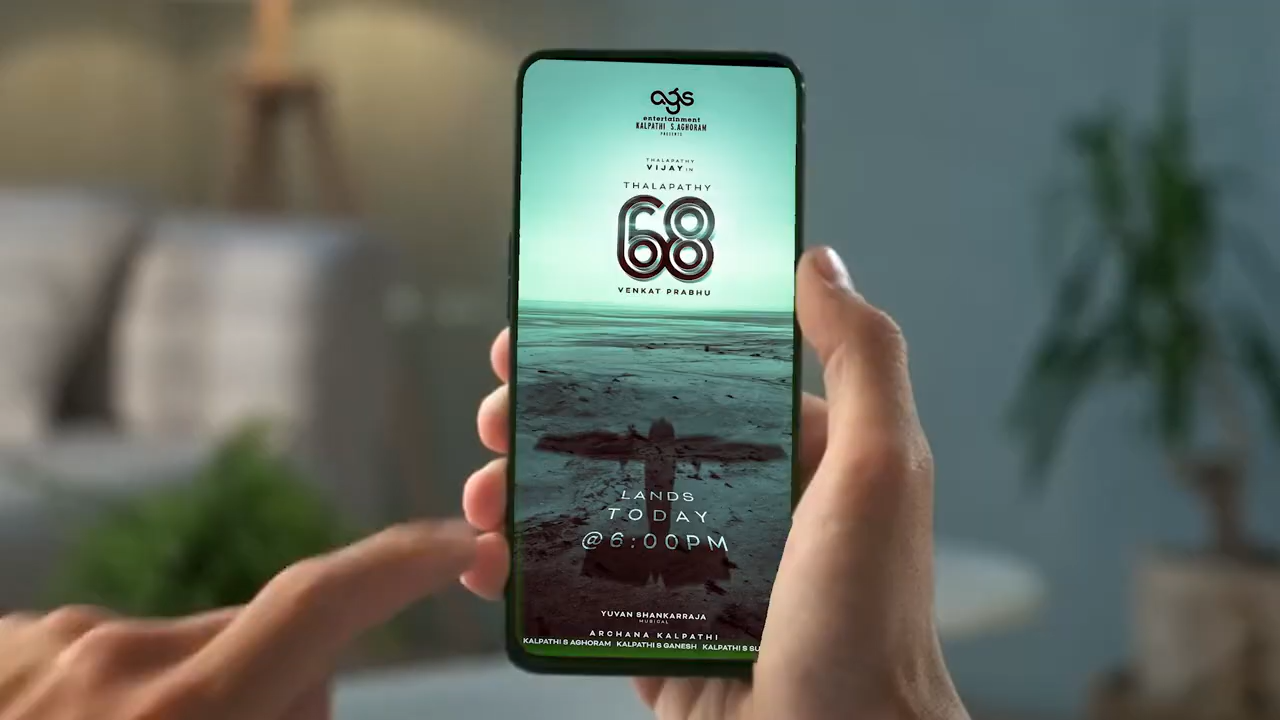 ags
entertainment
KALPATHI S.AGHORAM
PRESENTS
THALAPATHY
VIJAY IN
THALAPATHY
68
VENKAT PRABHU
LANDS
TODAY
@6:00PM
YUVAN SHANKARRAJA
MUSICAL
ARCHANA KALPATHI
KALPATHI S AGHORAM KALPATHI S GANESH KALPATHI S SU